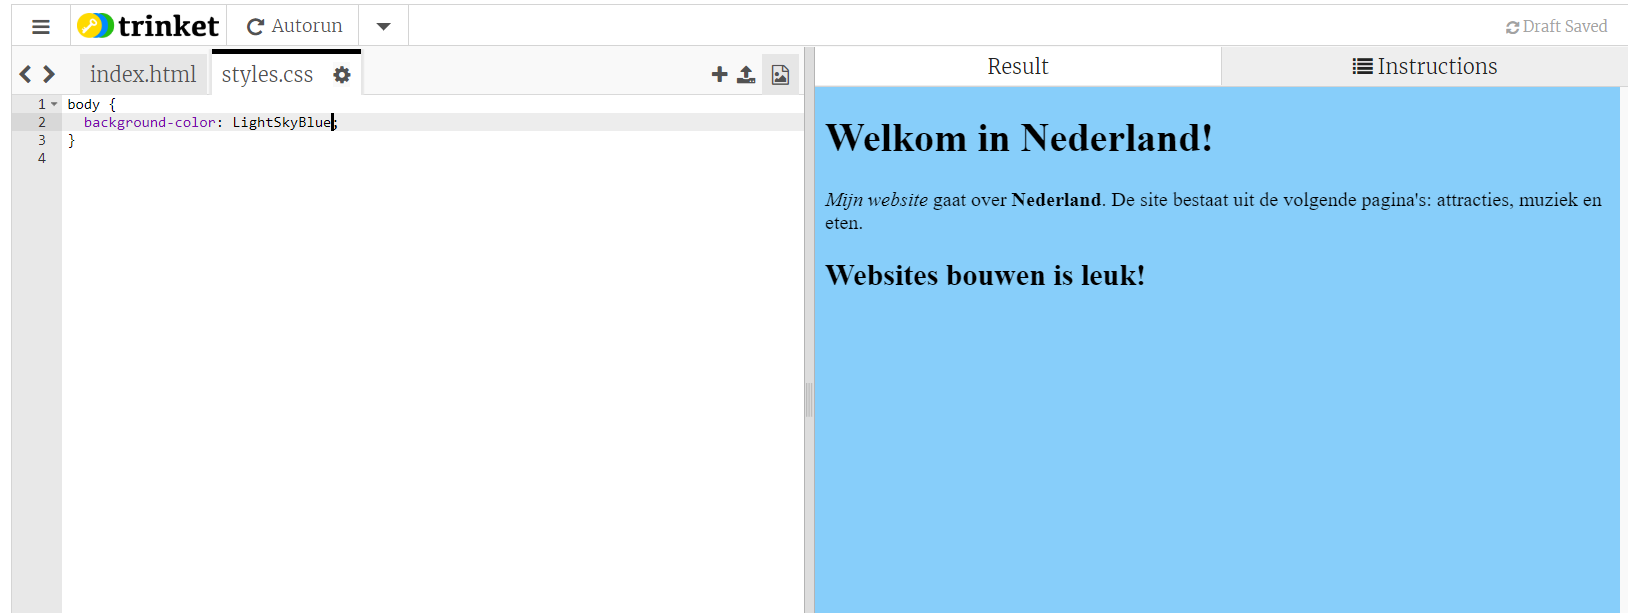 trinket Autorun Draft Saved
index.html styles.css
1 body {
2 background-color: LightSkyBlue;
3 }
4
Result Instructions
Welkom in Nederland!
Mijn website gaat over Nederland. De site bestaat uit de volgende pagina's: attracties, muziek en
eten.
Websites bouwen is leuk!